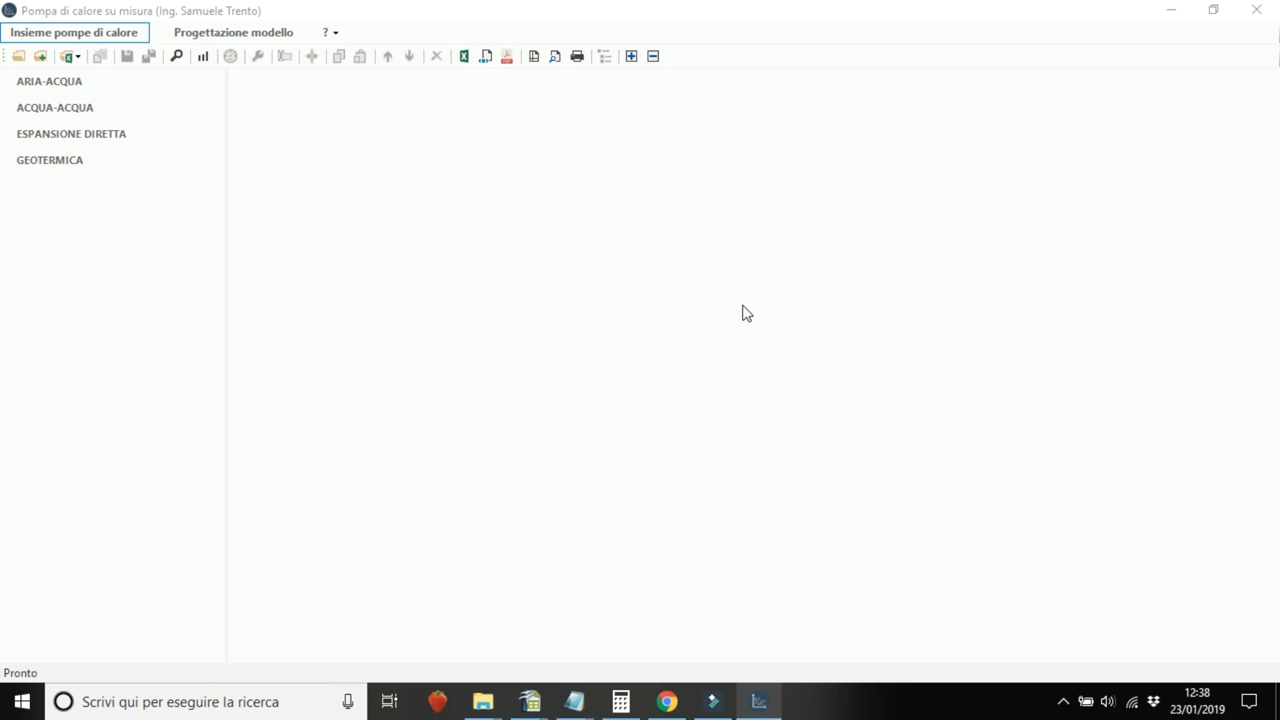 Pompa di calore su misura (Ing. Samuele Trento)
Insieme pompe di calore
Progettazione modello
?
ARIA-ACQUA
ACQUA-ACQUA
ESPANSIONE DIRETTA
GEOTERMICA
Pronto
Scrivi qui per eseguire la ricerca
12:38
23/01/2019